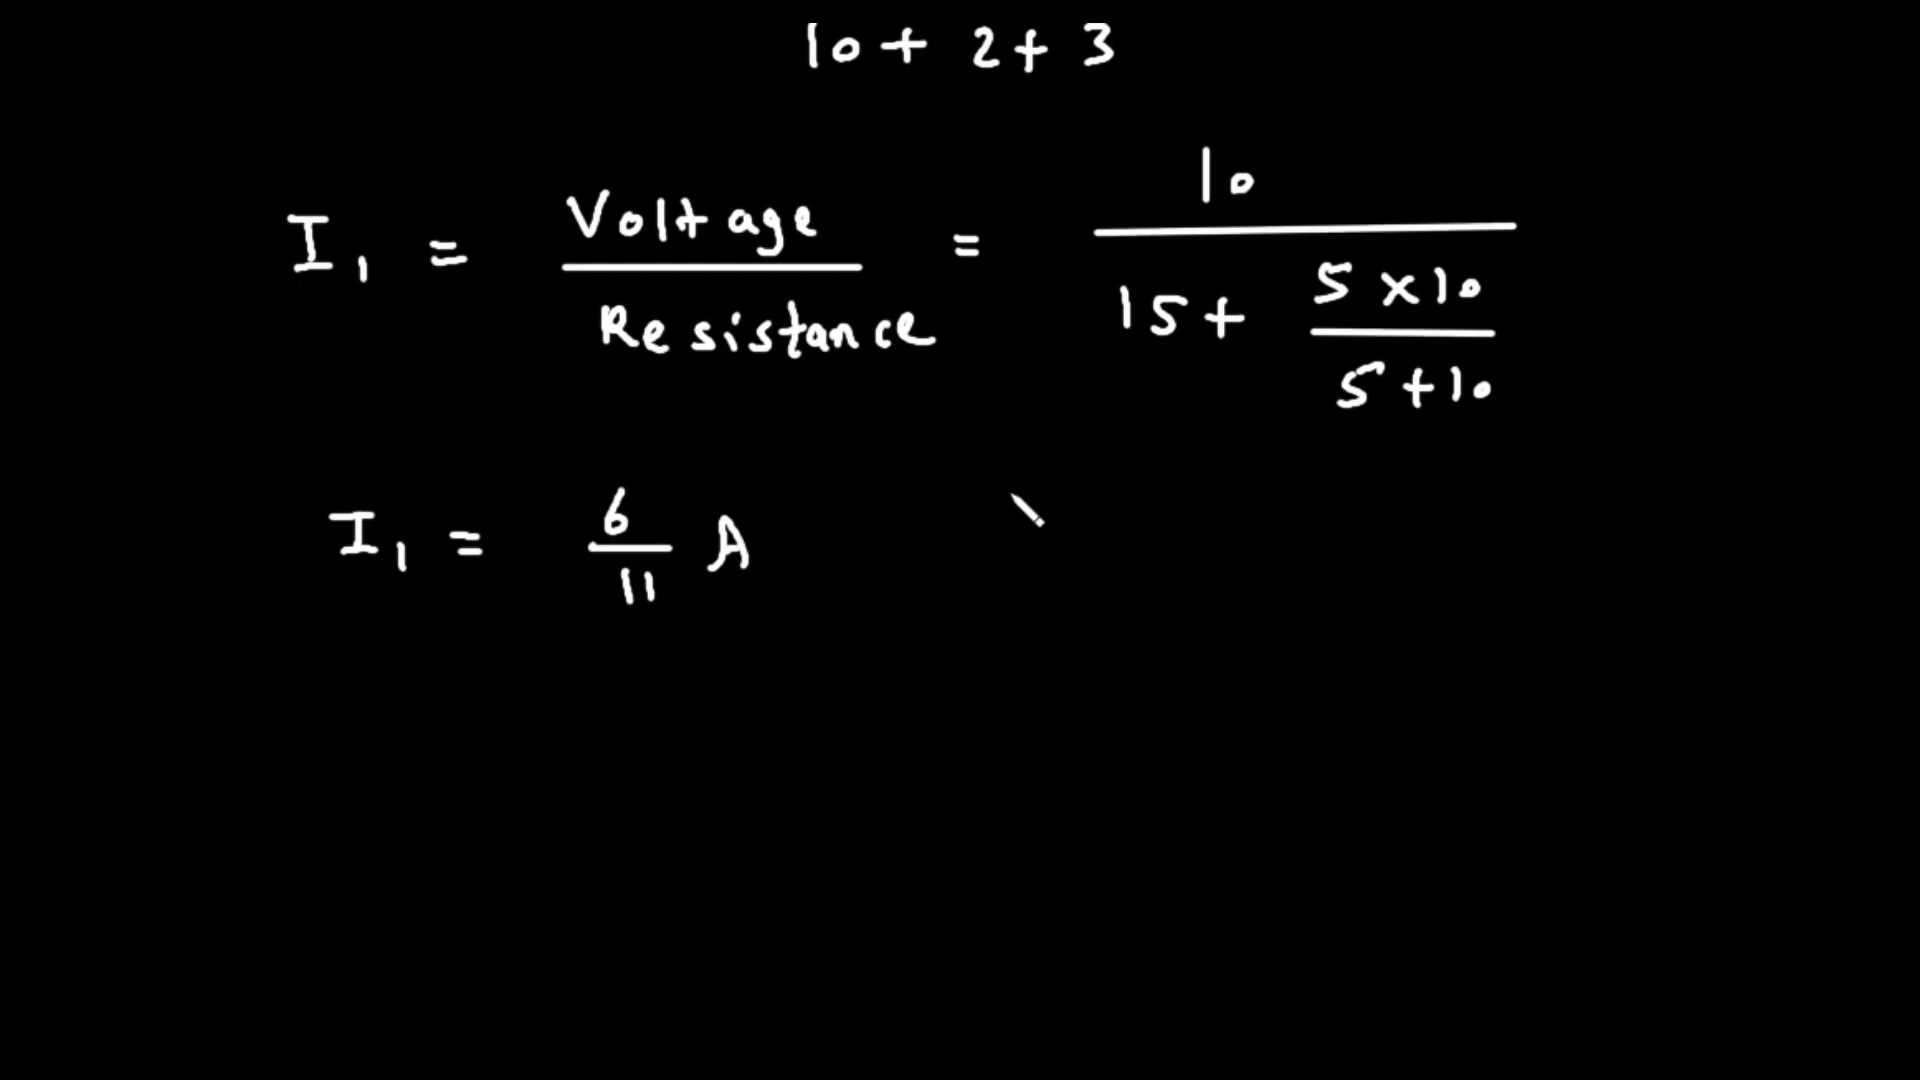 10 + 2 + 3
I₁ = Voltage / Resistance = 10 / (15 + (5 × 10) / (5 + 10))
I₁ = 6 / 11 A